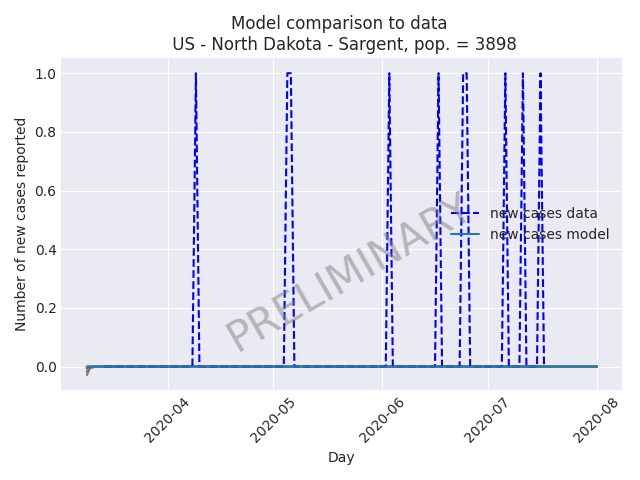 Model comparison to data
US - North Dakota - Sargent, pop. = 3898
Number of new cases reported
1.0
0.8
0.6
0.4
0.2
0.0
new cases data
new cases model
PRELIMINARY
2020-04
2020-05
2020-06
2020-07
2020-08
Day